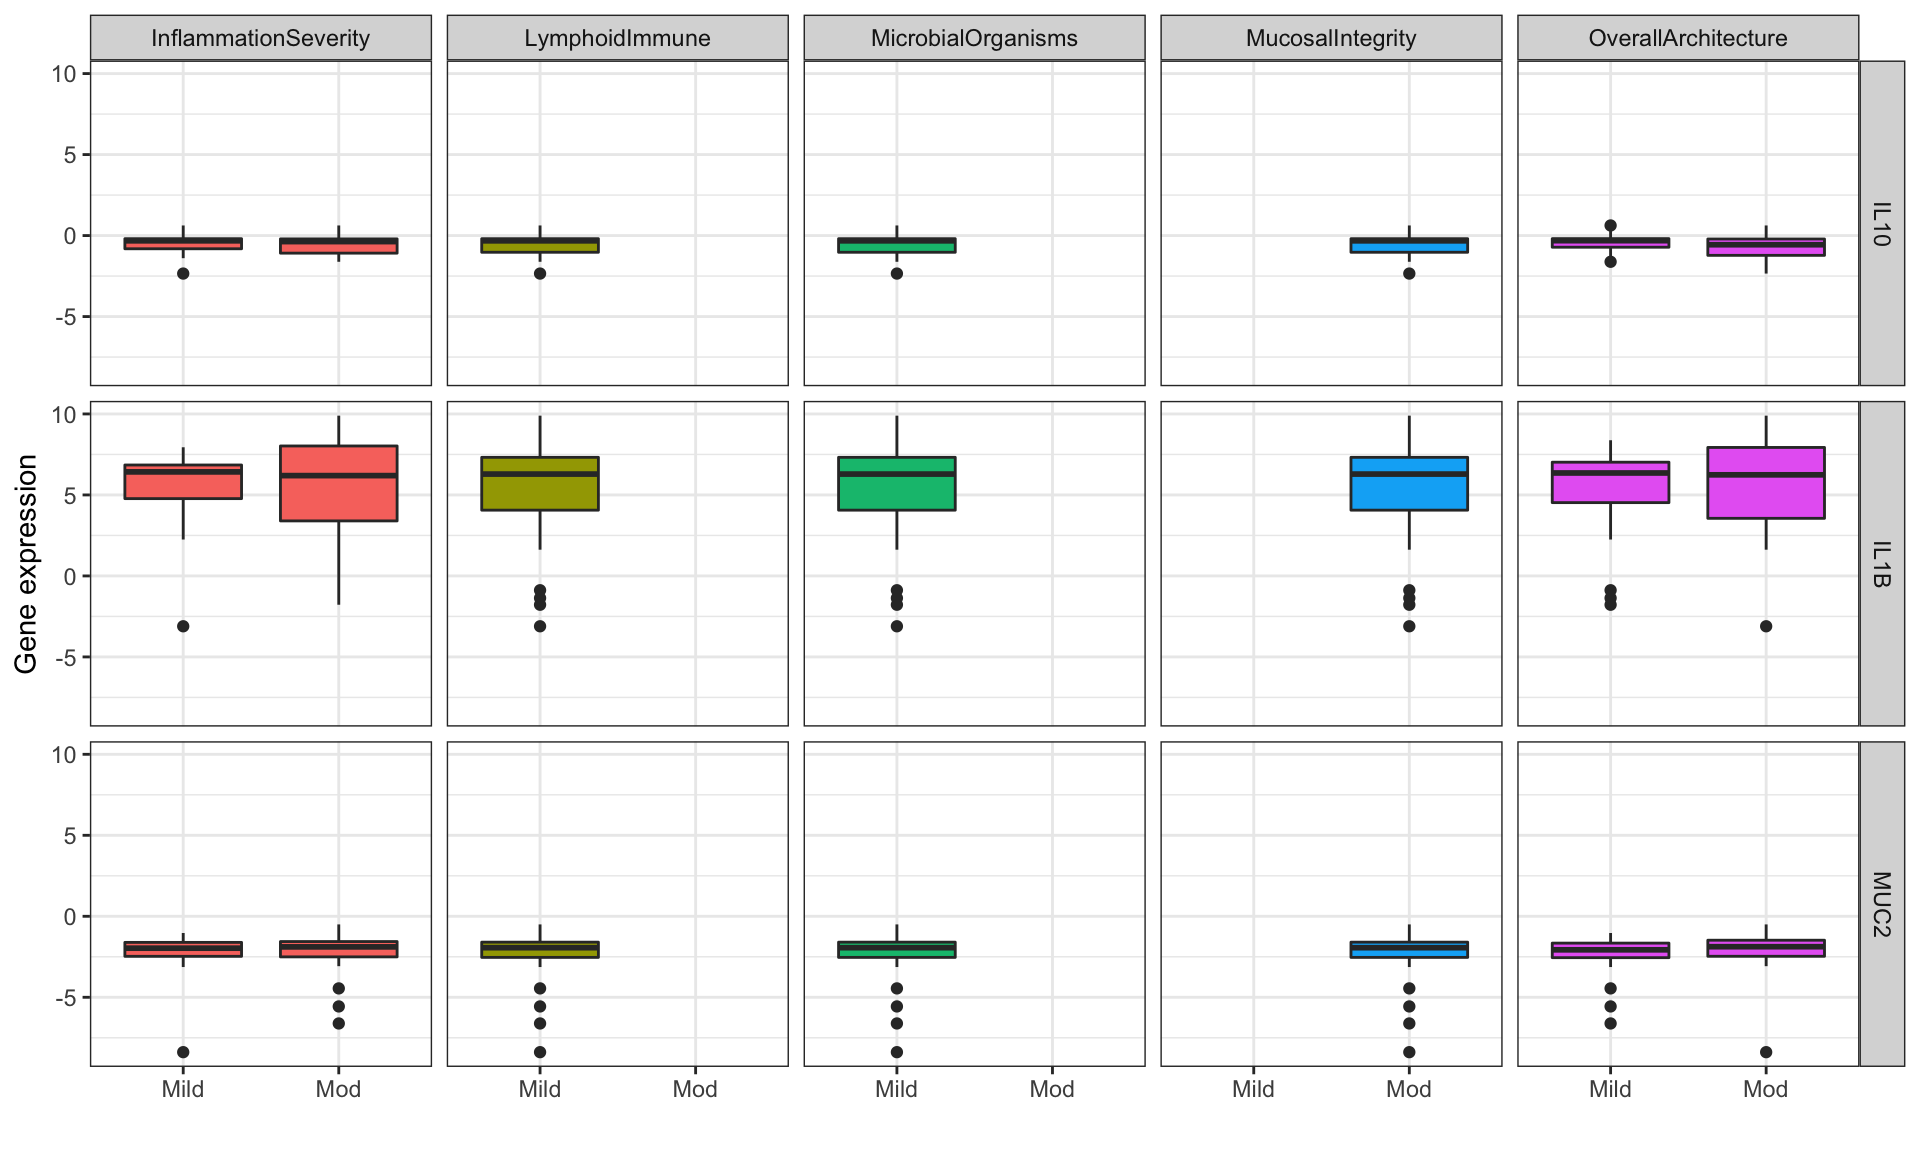 InflammationSeverity LymphoidImmune MicrobialOrganisms MucosalIntegrity OverallArchitecture
10
5
0
-5
IL10
10
5
0
-5
IL1B
Gene expression
10
5
0
-5
MUC2
Mild Mod Mild Mod Mild Mod Mild Mod Mild Mod